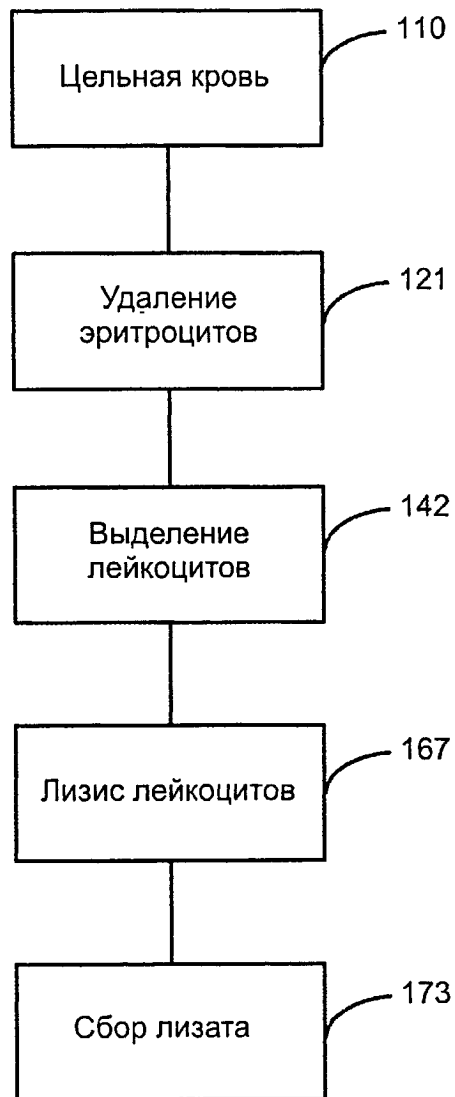 110
Цельная кровь
121
Удаление
эритроцитов
142
Выделение
лейкоцитов
167
Лизис лейкоцитов
173
Сбор лизата